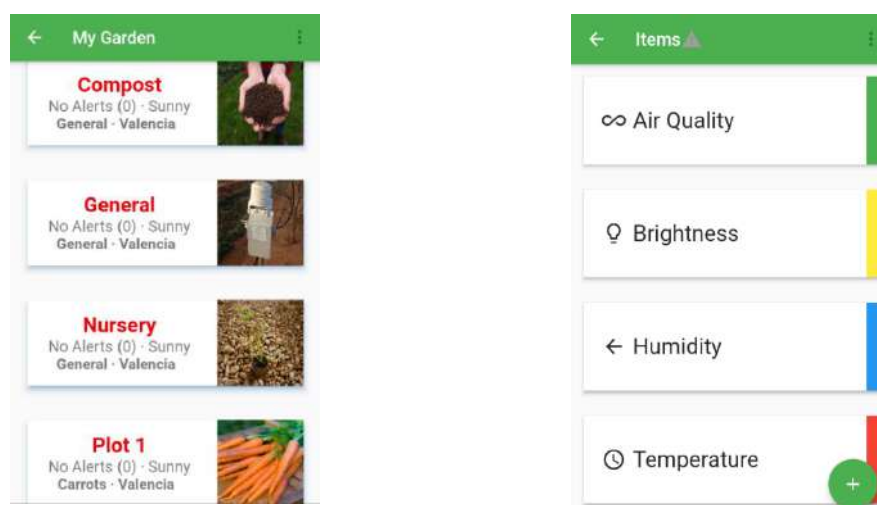 My Garden
Compost
No Alerts (0) · Sunny
General · Valencia
General
No Alerts (0) · Sunny
General · Valencia
Nursery
No Alerts (0) · Sunny
General · Valencia
Plot 1
No Alerts (0) · Sunny
Carrots · Valencia
Items
Air Quality
Brightness
Humidity
Temperature